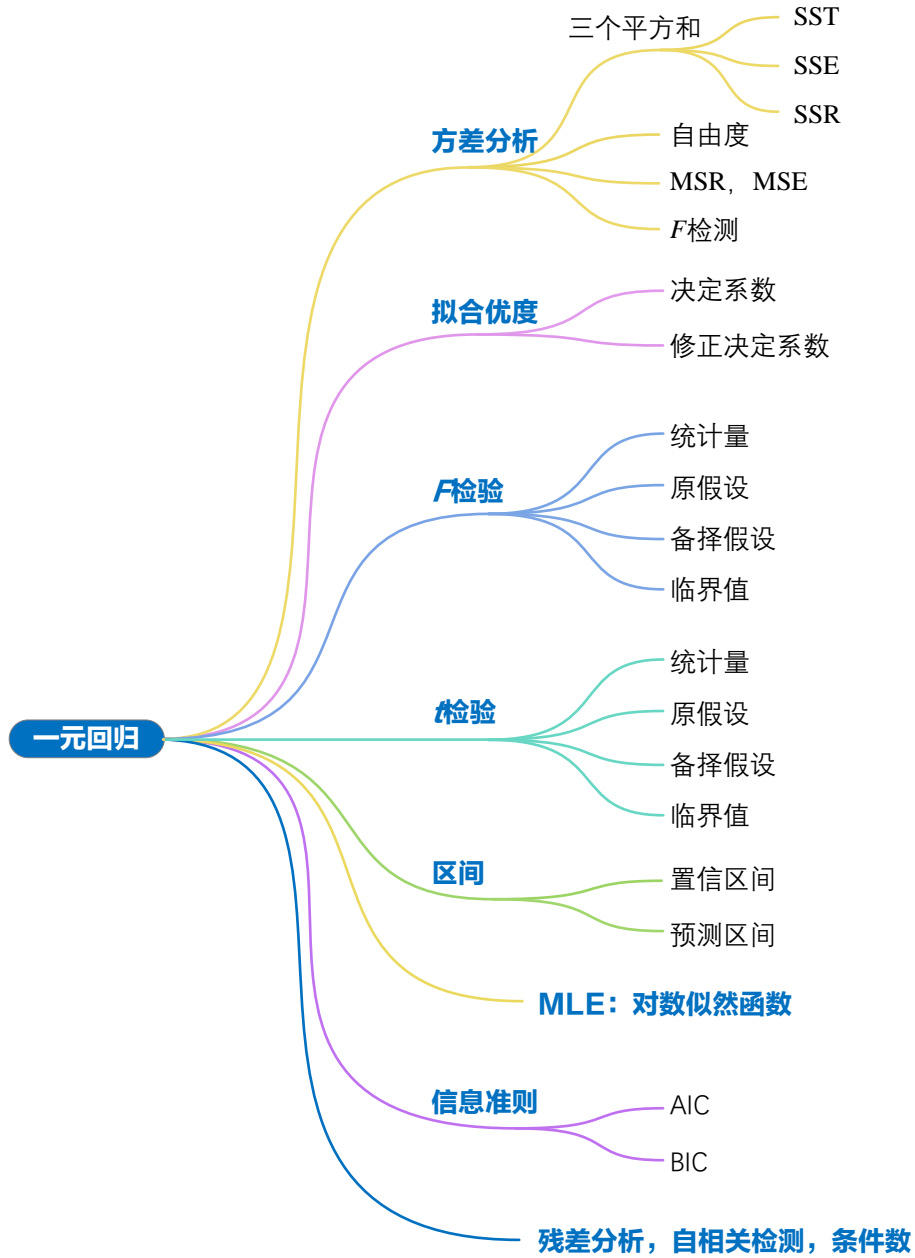 三个平方和
SST
SSE
SSR
方差分析
自由度
MSR，MSE
F检测
拟合优度
决定系数
修正决定系数
F检验
统计量
原假设
备择假设
临界值
一元回归
t检验
统计量
原假设
备择假设
临界值
区间
置信区间
预测区间
MLE：对数似然函数
信息准则
AIC
BIC
残差分析，自相关检测，条件数